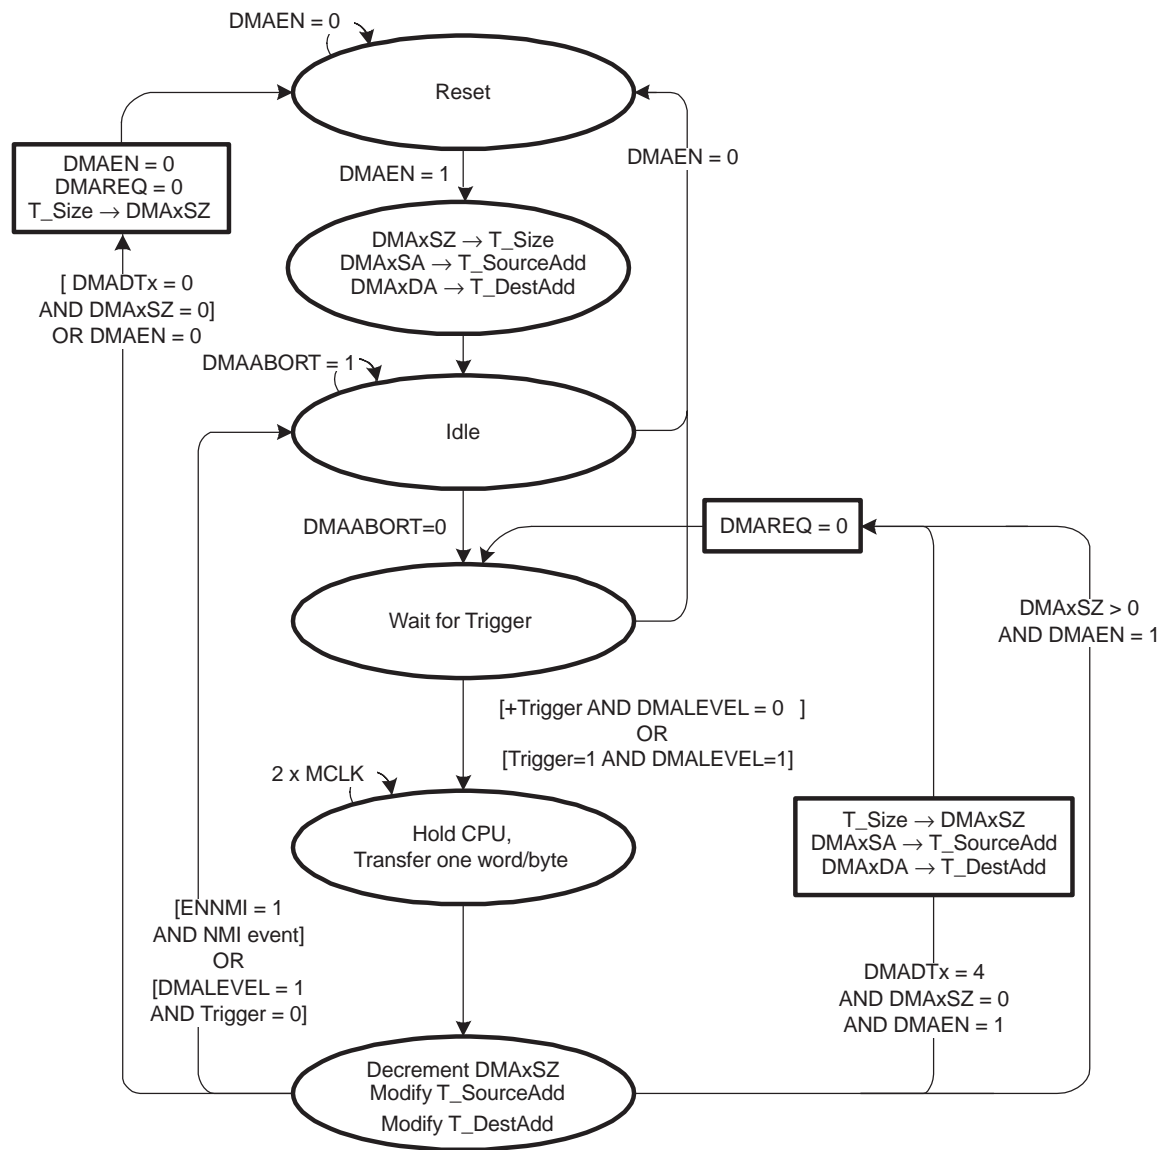 DMAEN = 0
Reset
DMAEN = 0
DMAREQ = 0
T_Size → DMAxSZ
DMAEN = 1
DMAEN = 0
DMAxSZ → T_Size
DMAxSA → T_SourceAdd
DMAxDA → T_DestAdd
[ DMADTx = 0
AND DMAxSZ = 0]
OR DMAEN = 0
DMAABORT = 1
Idle
DMAABORT=0
DMAREQ = 0
Wait for Trigger
DMAxSZ > 0
AND DMAEN = 1
[+Trigger AND DMALEVEL = 0 ]
OR
[Trigger=1 AND DMALEVEL=1]
2 x MCLK
Hold CPU,
Transfer one word/byte
T_Size → DMAxSZ
DMAxSA → T_SourceAdd
DMAxDA → T_DestAdd
[ENNMI = 1
AND NMI event]
OR
[DMALEVEL = 1
AND Trigger = 0]
DMADTx = 4
AND DMAxSZ = 0
AND DMAEN = 1
Decrement DMAxSZ
Modify T_SourceAdd
Modify T_DestAdd